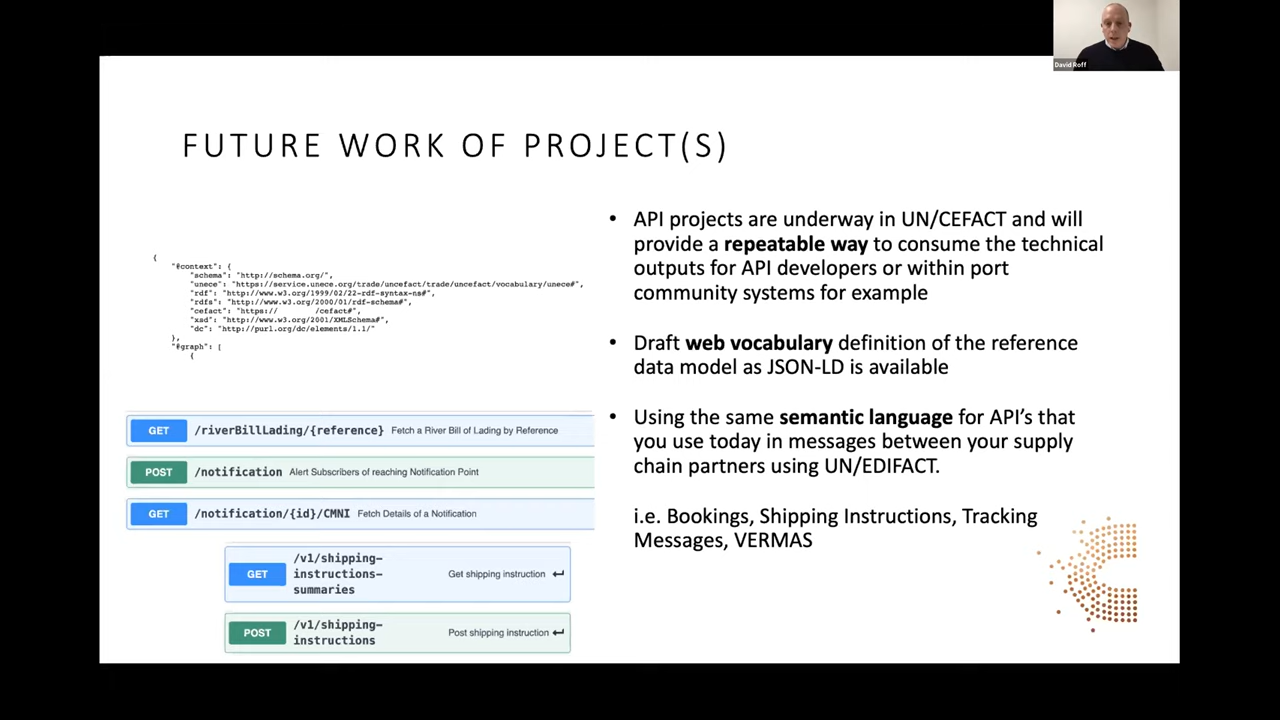 David Roff
FUTURE WORK OF PROJECT(S)
{
"@context": {
"schema": "http://schema.org/",
"unece": "https://service.unece.org/trade/uncefact/trade/uncefact/vocabulary/unece#",
"rdf": "http://www.w3.org/1999/02/22-rdf-syntax-ns#",
"rdfs": "http://www.w3.org/2000/01/rdf-schema#",
"cefact": "https:// /cefact#",
"xsd": "http://www.w3.org/2001/XMLSchema#",
"dc": "http://purl.org/dc/elements/1.1/"
},
"@graph": [
{
GET /riverBillLading/{reference} Fetch a River Bill of Lading by Reference
POST /notification Alert Subscribers of reaching Notification Point
GET /notification/{id}/CMNI Fetch Details of a Notification
GET /v1/shipping-
instructions-
summaries Get shipping instruction
POST /v1/shipping-
instructions Post shipping instruction
• API projects are underway in UN/CEFACT and will
provide a repeatable way to consume the technical
outputs for API developers or within port
community systems for example
• Draft web vocabulary definition of the reference
data model as JSON-LD is available
• Using the same semantic language for API's that
you use today in messages between your supply
chain partners using UN/EDIFACT.
i.e. Bookings, Shipping Instructions, Tracking
Messages, VERMAS